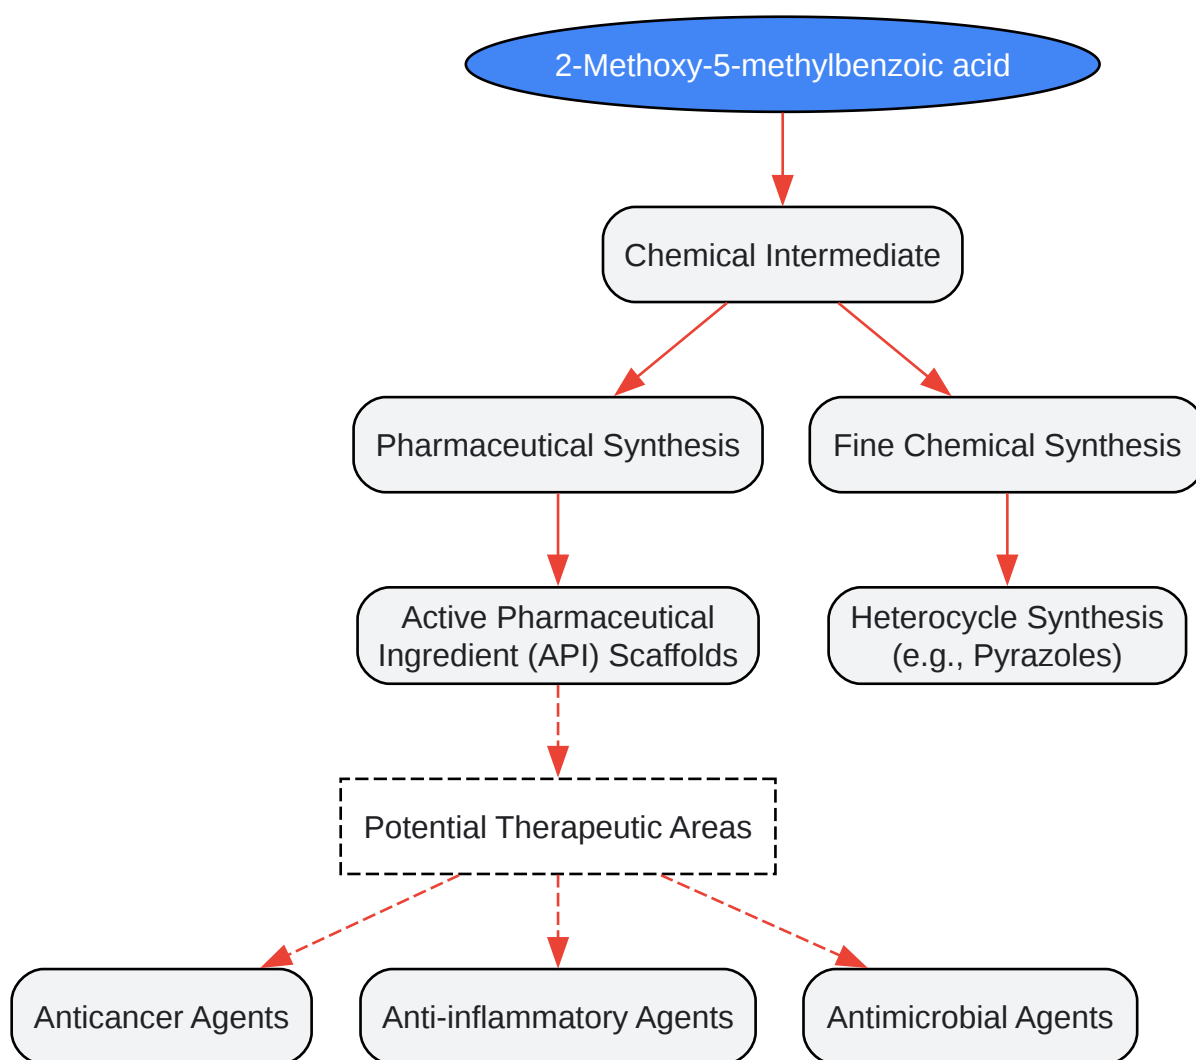 2-Methoxy-5-methylbenzoic acid
Chemical Intermediate
Pharmaceutical Synthesis
Fine Chemical Synthesis
Active Pharmaceutical
Ingredient (API) Scaffolds
Heterocycle Synthesis
(e.g., Pyrazoles)
Potential Therapeutic Areas
Anticancer Agents
Anti-inflammatory Agents
Antimicrobial Agents